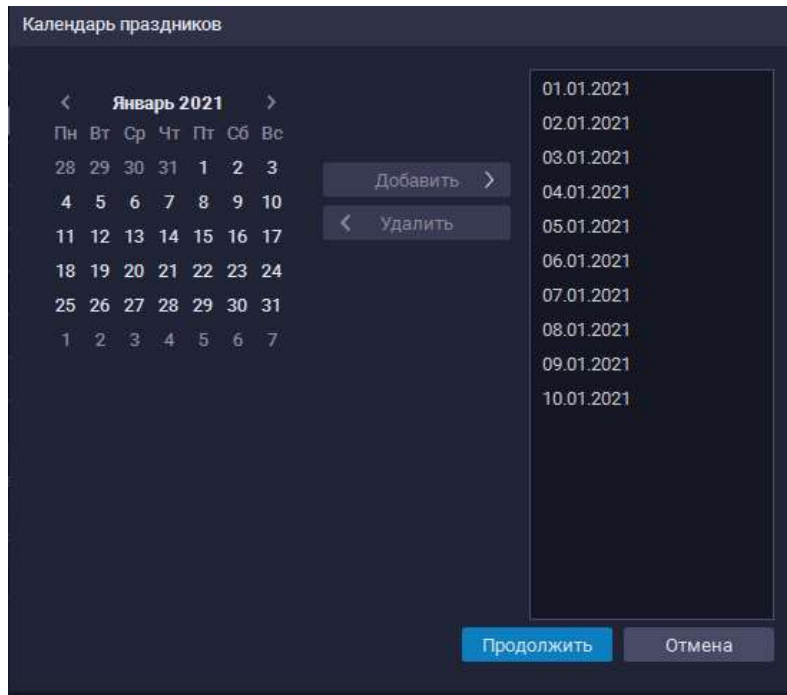 Календарь праздников
Январь 2021
Пн Вт Ср Чт Пт Сб Вс
28 29 30 31 1 2 3
4 5 6 7 8 9 10
11 12 13 14 15 16 17
18 19 20 21 22 23 24
25 26 27 28 29 30 31
1 2 3 4 5 6 7
Добавить
Удалить
01.01.2021
02.01.2021
03.01.2021
04.01.2021
05.01.2021
06.01.2021
07.01.2021
08.01.2021
09.01.2021
10.01.2021
Продолжить
Отмена